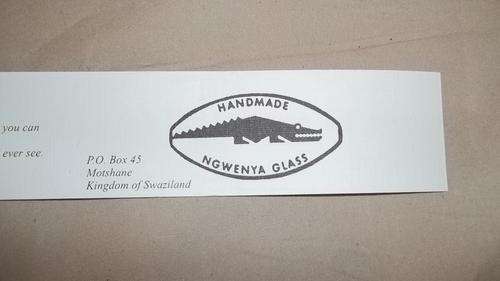 you can
ever see.
P.O. Box 45
Motshane
Kingdom of Swaziland
HANDMADE
NGWENYA GLASS